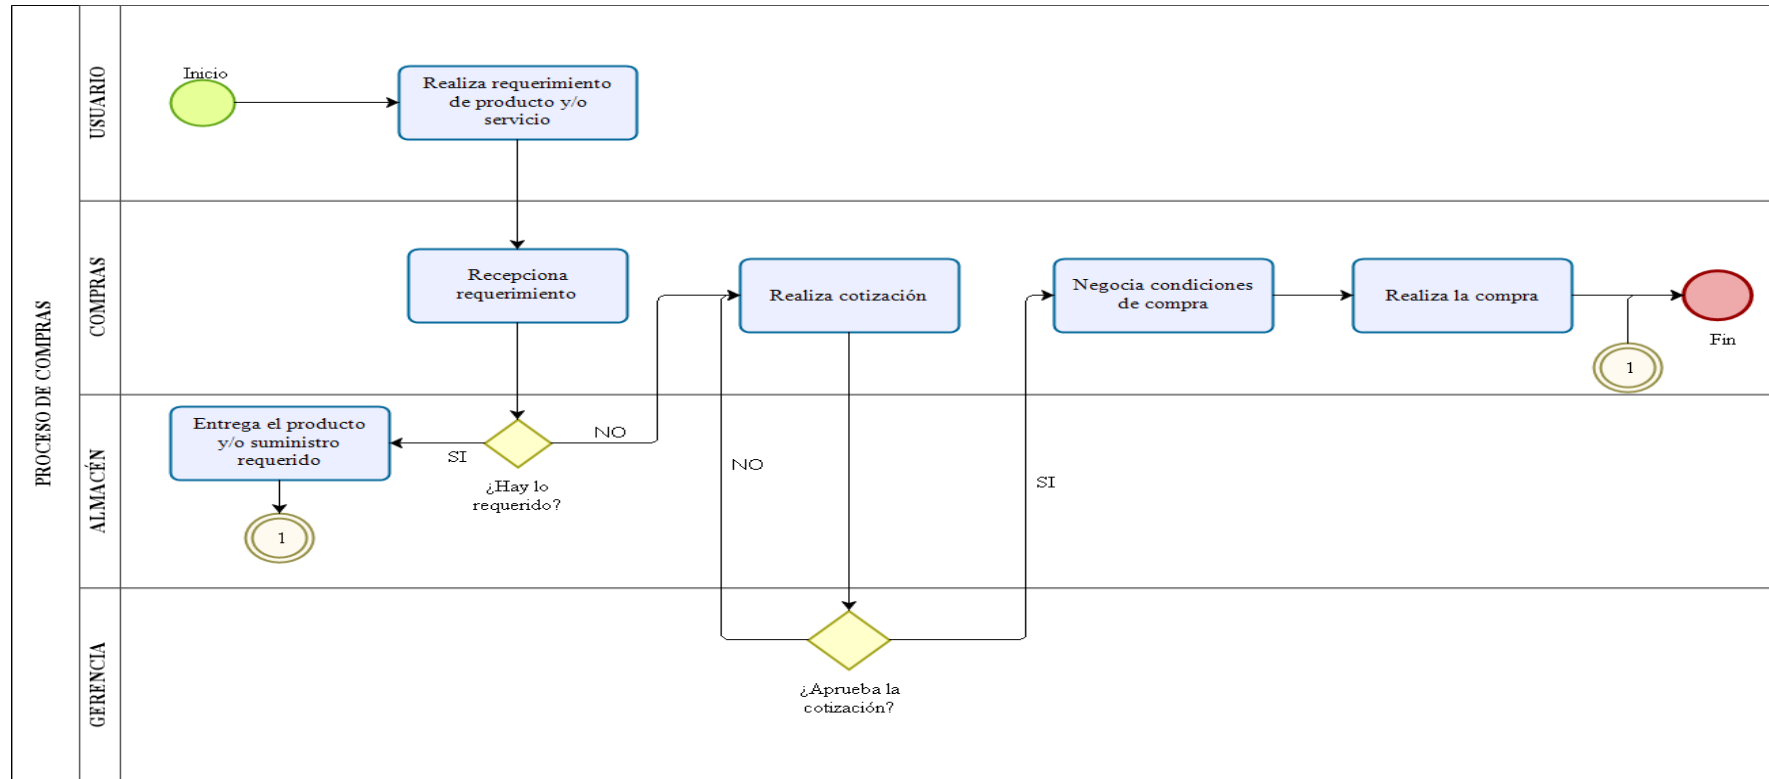 PROCESO DE COMPRAS
USUARIO
Inicio
Realiza requerimiento
de producto y/o
servicio
COMPRAS
Recepciona
requerimiento
Realiza cotización
Negocia condiciones
de compra
Realiza la compra
1
Fin
ALMACÉN
Entrega el producto
y/o suministro
requerido
SI
NO
¿Hay lo
requerido?
1
NO
SI
GERENCIA
¿Aprueba la
cotización?